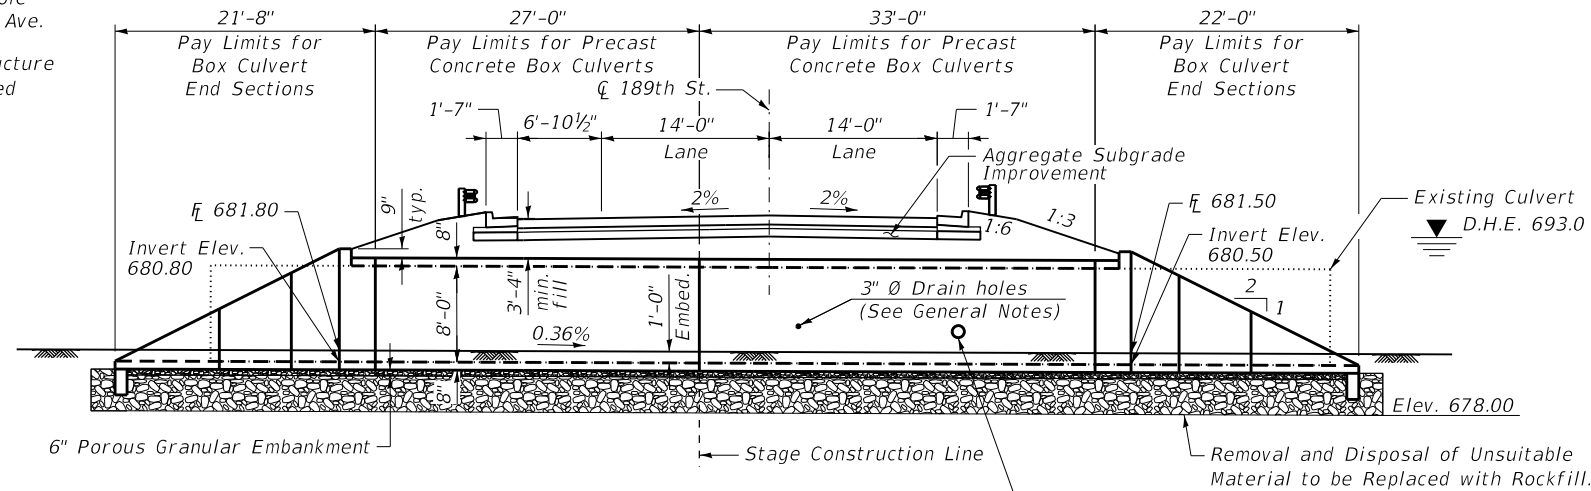 Ave.
21'-8"
Pay Limits for
Box Culvert
End Sections
27'-0"
Pay Limits for Precast
Concrete Box Culverts
33'-0"
Pay Limits for Precast
Concrete Box Culverts
22'-0"
Pay Limits for
Box Culvert
End Sections
℄ 189th St.
1'-7"
6'-10½"
14'-0"
Lane
14'-0"
Lane
1'-7"
Aggregate Subgrade
Improvement
2%
2%
1:6
1:3
9"
typ.
8"
FL 681.80
Invert Elev.
680.80
FL 681.50
Invert Elev.
680.50
Existing Culvert
D.H.E. 693.0
2
1
3'-4"
min.
fill
8'-0"
1'-0"
Embed.
3" Ø Drain holes
(See General Notes)
0.36%
8"
Elev. 678.00
6" Porous Granular Embankment
Stage Construction Line
Removal and Disposal of Unsuitable
Material to be Replaced with Rockfill.